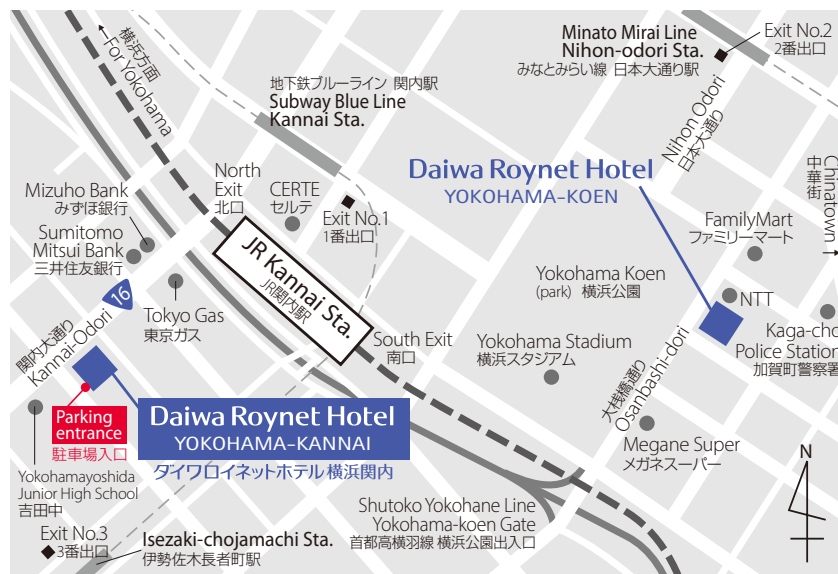 横浜方面
For Yokohama
地下鉄ブルーライン 関内駅
Subway Blue Line
Kannai Sta.
Minato Mirai Line
Nihon-odori Sta.
みなとみらい線 日本大通り駅
Exit No.2
2番出口
Nihon Odori
日本大通り
Chinatown
中華街
Daiwa Roynet Hotel
YOKOHAMA-KOEN
North
Exit
北口
CERTE
セルテ
Exit No.1
1番出口
Mizuho Bank
みずほ銀行
Sumitomo
Mitsui Bank
三井住友銀行
16
Tokyo Gas
東京ガス
JR Kannai Sta.
JR関内駅
FamilyMart
ファミリーマート
Yokohama Koen
(park) 横浜公園
NTT
Kaga-cho
Police Station
加賀町警察署
South Exit
南口
Yokohama Stadium
横浜スタジアム
大桟橋通り
Osanbashi-dori
関内大通り
Kannai-Odori
Parking
entrance
駐車場入口
Daiwa Roynet Hotel
YOKOHAMA-KANNAI
ダイワロイネットホテル 横浜関内
Megane Super
メガネスーパー
Yokohamayoshida
Junior High School
吉田中
Shutoko Yokohane Line
Yokohama-koen Gate
首都高横羽線 横浜公園出入口
Exit No.3
3番出口
Isezaki-chojamachi Sta.
伊勢佐木長者町駅
N